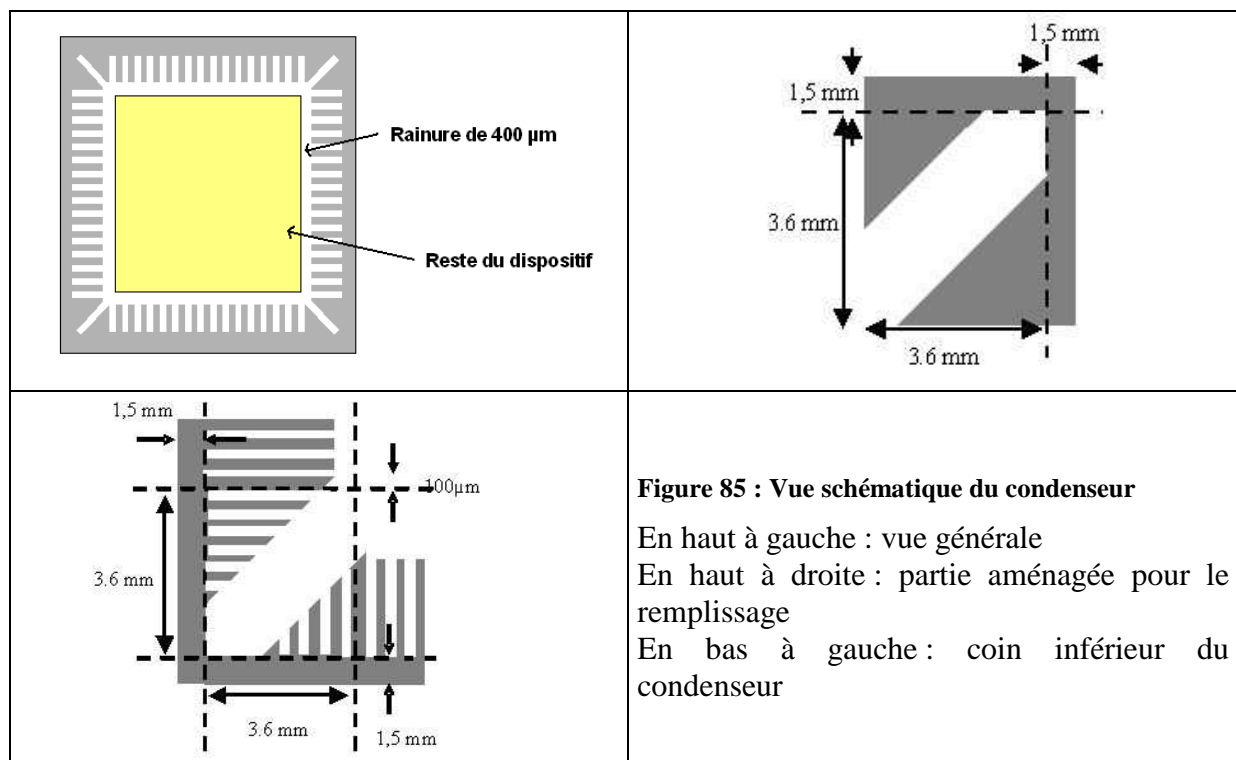 Rainure de 400 µm
Reste du dispositif
1,5 mm
1,5 mm
3.6 mm
3.6 mm
1,5 mm
100µm
3.6 mm
3.6 mm
1,5 mm
Figure 85 : Vue schématique du condenseur
En haut à gauche : vue générale
En haut à droite : partie aménagée pour le
remplissage
En bas à gauche : coin inférieur du
condenseur